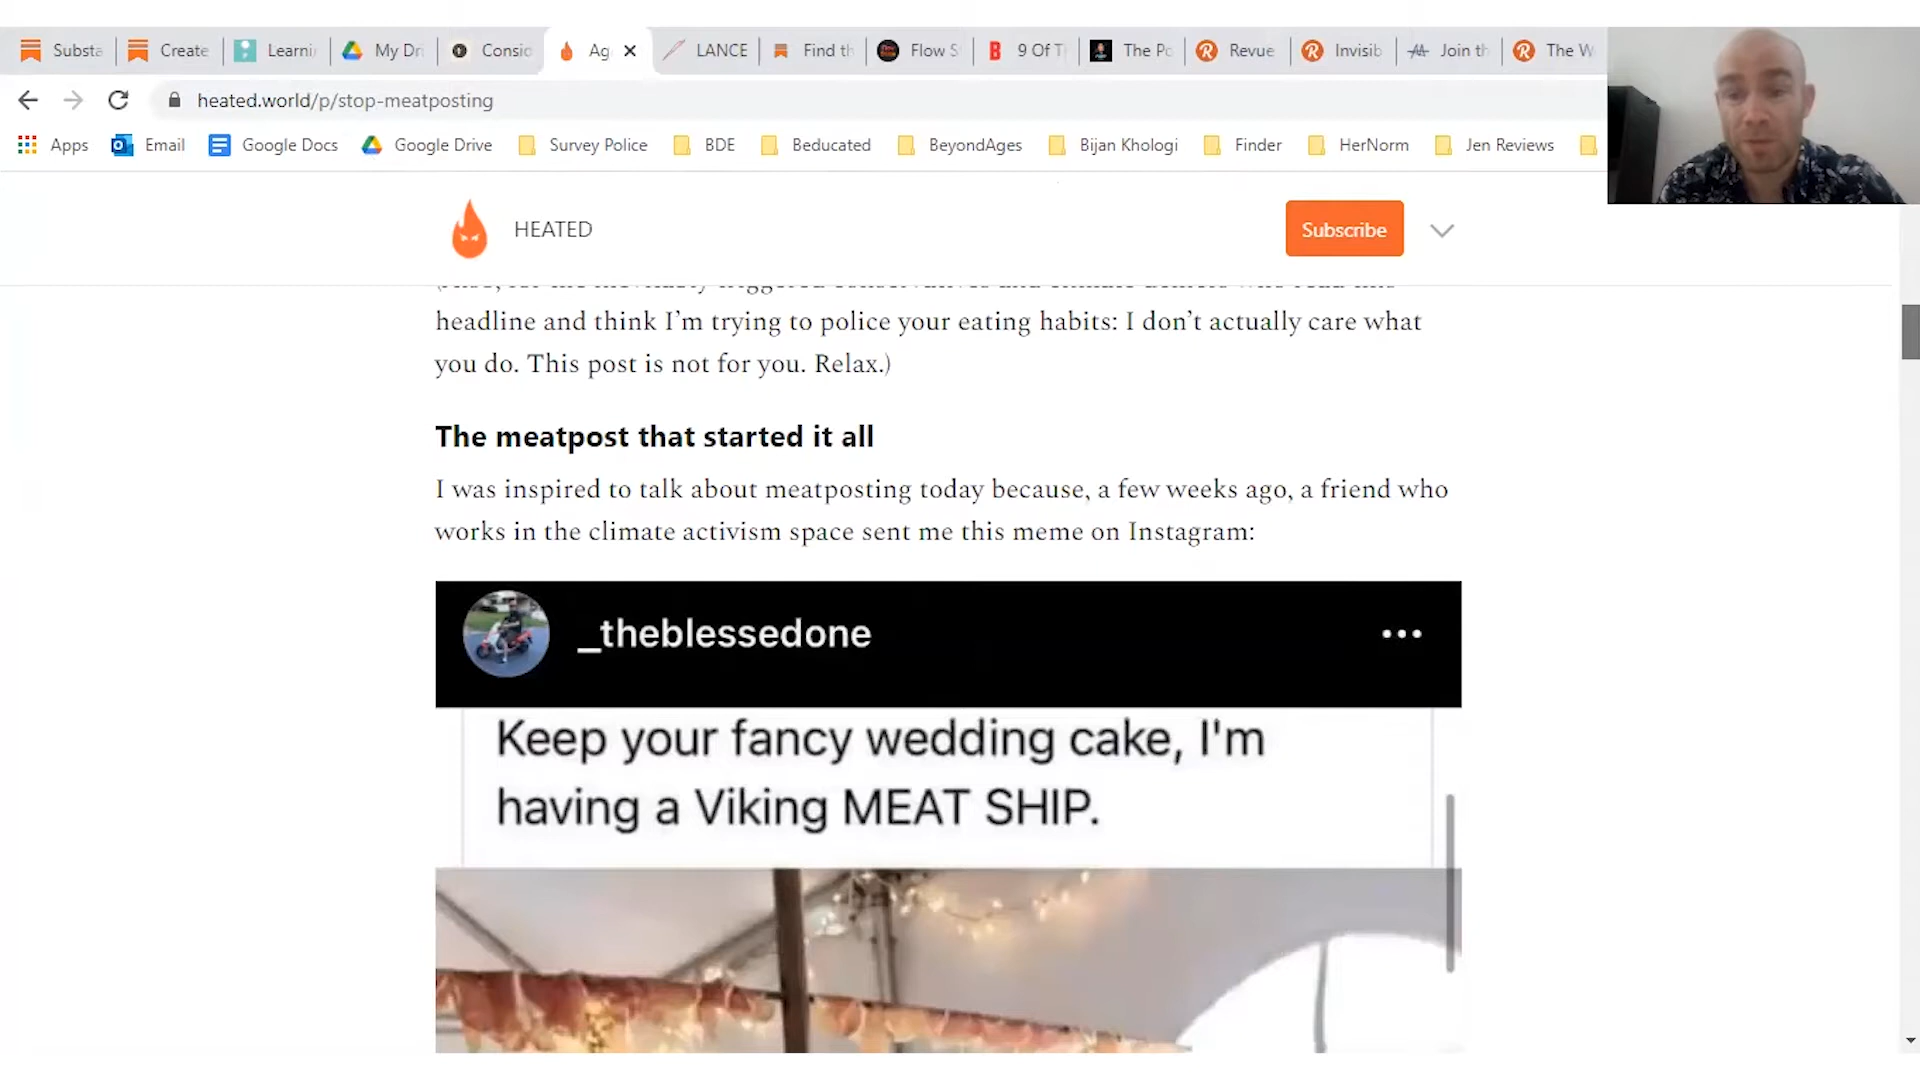 Substa
Create
Learni
My Dri
Consid
Ag
LANCE
Find th
Flow S
9 Of T
The Po
Revue
Invisib
Join th
The W
heated.world/p/stop-meatposting
Apps
Email
Google Docs
Google Drive
Survey Police
BDE
Beducated
BeyondAges
Bijan Khologi
Finder
HerNorm
Jen Reviews
HEATED
Subscribe
headline and think I’m trying to police your eating habits: I don’t actually care what
you do. This post is not for you. Relax.)
The meatpost that started it all
I was inspired to talk about meatposting today because, a few weeks ago, a friend who
works in the climate activism space sent me this meme on Instagram:
_theblessedone
Keep your fancy wedding cake, I'm
having a Viking MEAT SHIP.